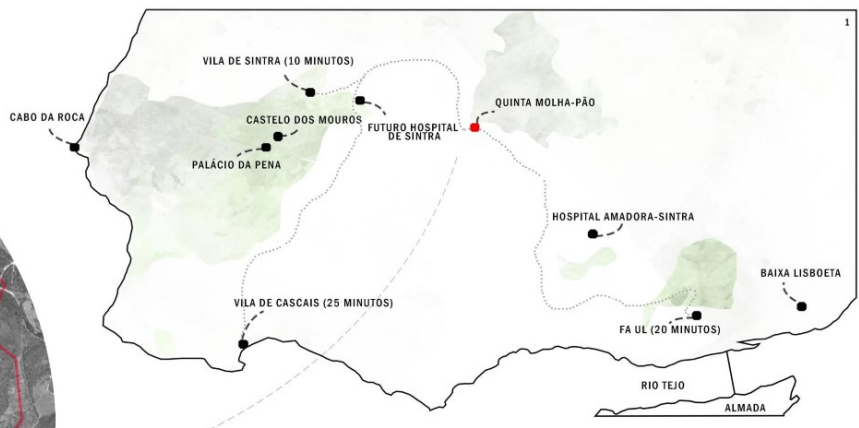 1
VILA DE SINTRA (10 MINUTOS)
QUINTA MOLHA-PÃO
CABO DA ROCA
CASTELO DOS MOUROS
FUTURO HOSPITAL
DE SINTRA
PALÁCIO DA PENA
HOSPITAL AMADORA-SINTRA
BAIXA LISBOETA
VILA DE CASCAIS (25 MINUTOS)
FA UL (20 MINUTOS)
RIO TEJO
ALMADA